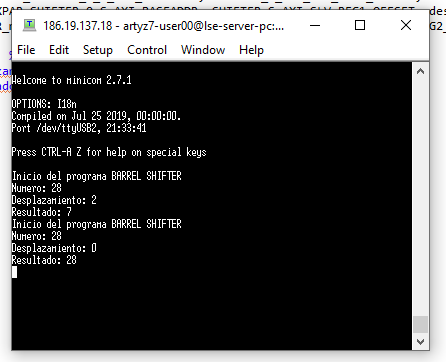 186.19.137.18 - artyz7-user00@lse-server-pc:...
File Edit Setup Control Window Help
Welcome to minicom 2.7.1
OPTIONS: I18n
Compiled on Jul 25 2019, 00:00:00.
Port /dev/ttyUSB2, 21:33:41
Press CTRL-A Z for help on special keys
Inicio del programa BARREL SHIFTER
Numero: 28
Desplazamiento: 2
Resultado: 7
Inicio del programa BARREL SHIFTER
Numero: 28
Desplazamiento: 0
Resultado: 28